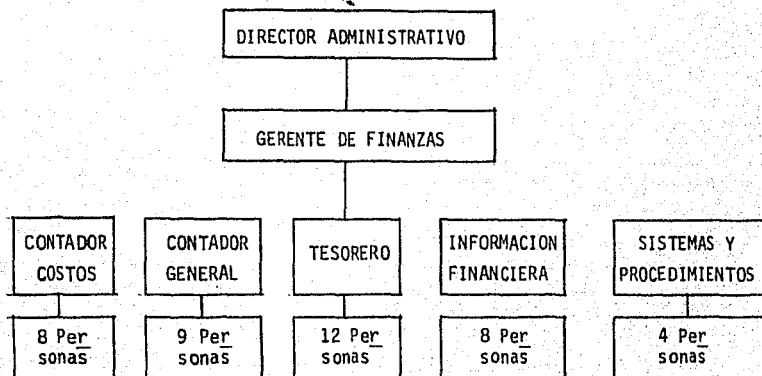 DIRECTOR ADMINISTRATIVO
GERENTE DE FINANZAS
CONTADOR
COSTOS
CONTADOR
GENERAL
TESORERO
INFORMACION
FINANCIERA
SISTEMAS Y
PROCEDIMIENTOS
8 Per
sonas
9 Per
sonas
12 Per
sonas
8 Per
sonas
4 Per
sonas